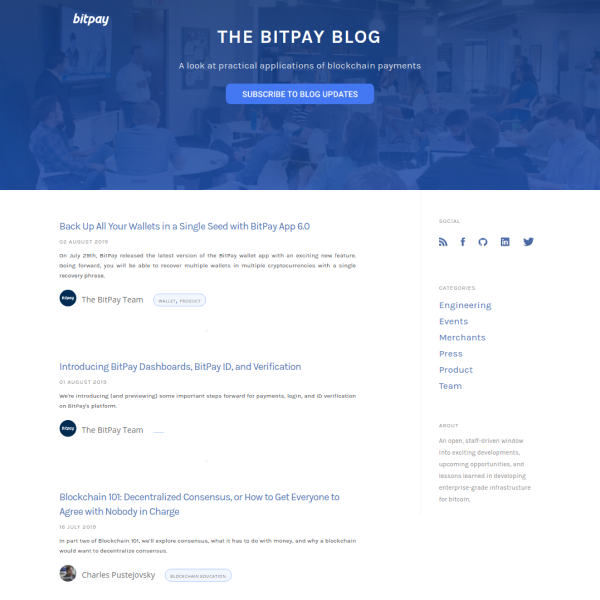 bitpay
THE BITPAY BLOG
A look at practical applications of blockchain payments
SUBSCRIBE TO BLOG UPDATES
Back Up All Your Wallets in a Single Seed with BitPay App 6.0
02 AUGUST 2019
On July 29th, BitPay released the latest version of the BitPay wallet app with an exciting new feature.
Going forward, you will be able to recover multiple wallets in multiple cryptocurrencies with a single
recovery phrase.
bitpay
The BitPay Team
WALLET, PRODUCT
Introducing BitPay Dashboards, BitPay ID, and Verification
01 AUGUST 2019
We're introducing (and previewing) some important steps forward for payments, login, and ID verification
on BitPay's platform.
bitpay
The BitPay Team
Blockchain 101: Decentralized Consensus, or How to Get Everyone to
Agree with Nobody in Charge
16 JULY 2019
In part two of Blockchain 101, we'll explore consensus, what it has to do with money, and why a blockchain
would want to decentralize consensus.
Charles Pustejovsky
BLOCKCHAIN EDUCATION
SOCIAL
CATEGORIES
Engineering
Events
Merchants
Press
Product
Team
ABOUT
An open, staff-driven window
into exciting developments,
upcoming opportunities, and
lessons learned in developing
enterprise-grade infrastructure
for bitcoin.